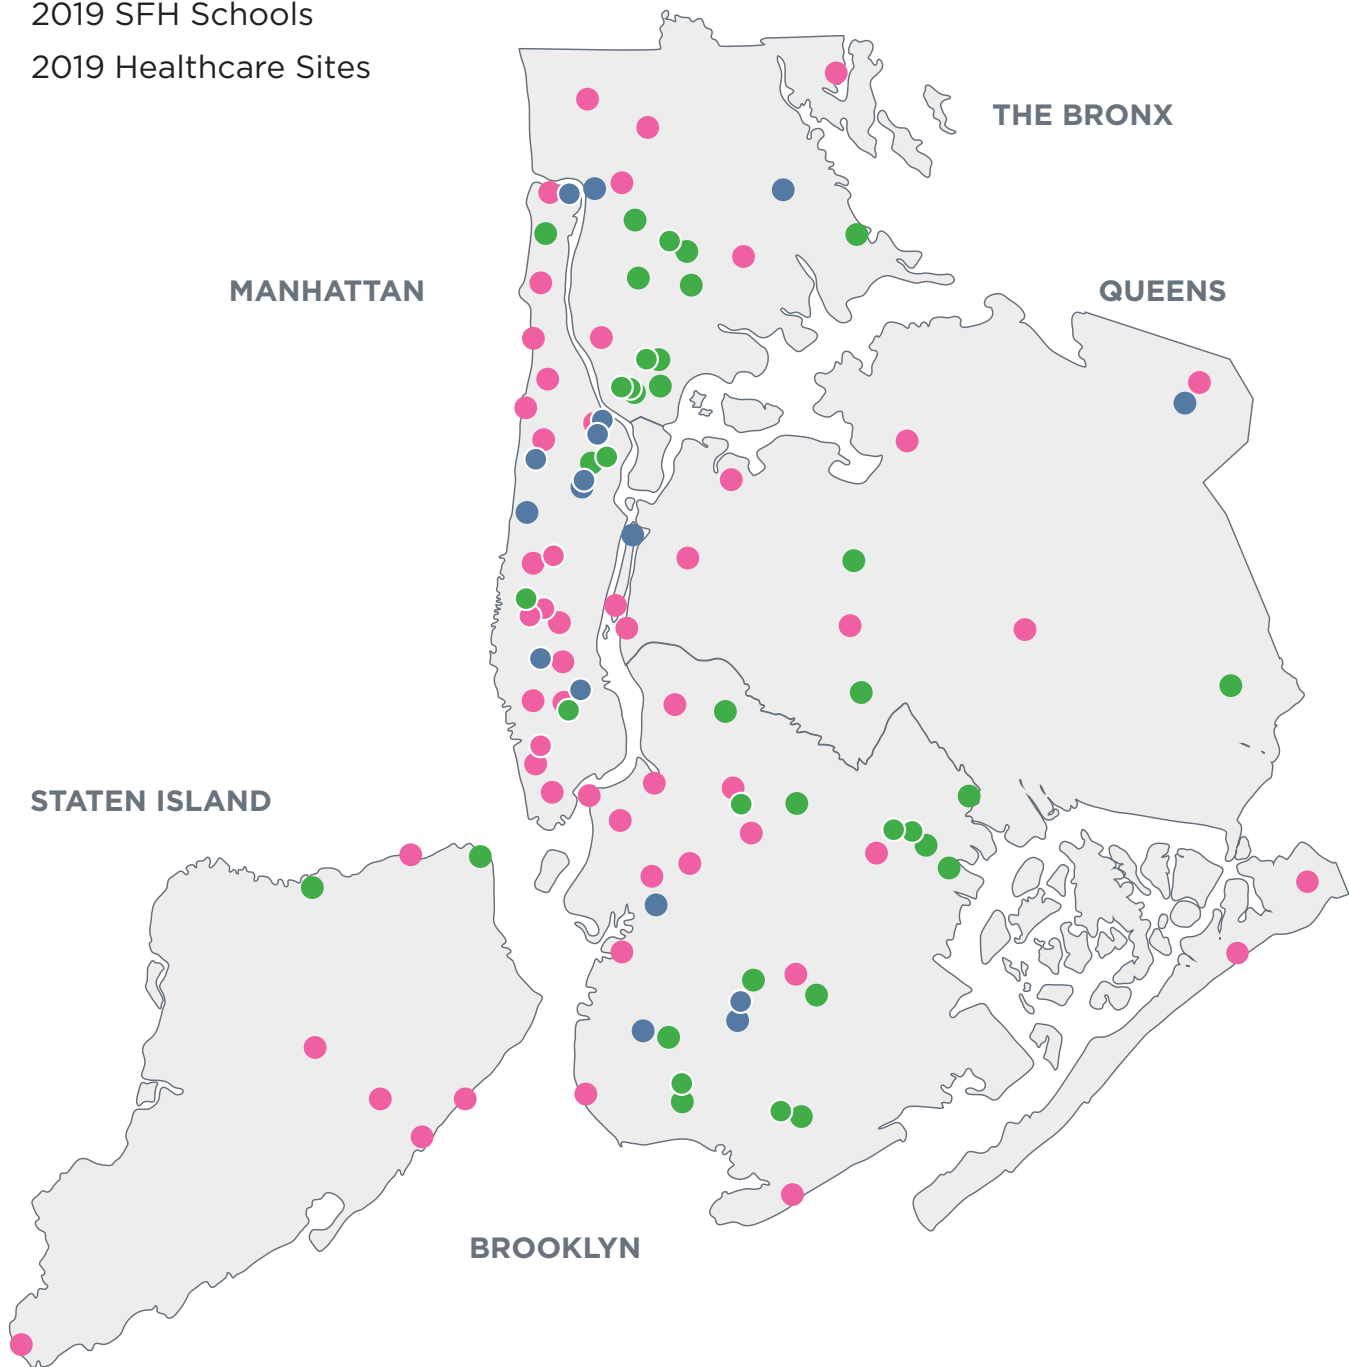 2019 SFH Schools
2019 Healthcare Sites
THE BRONX
MANHATTAN
QUEENS
STATEN ISLAND
BROOKLYN